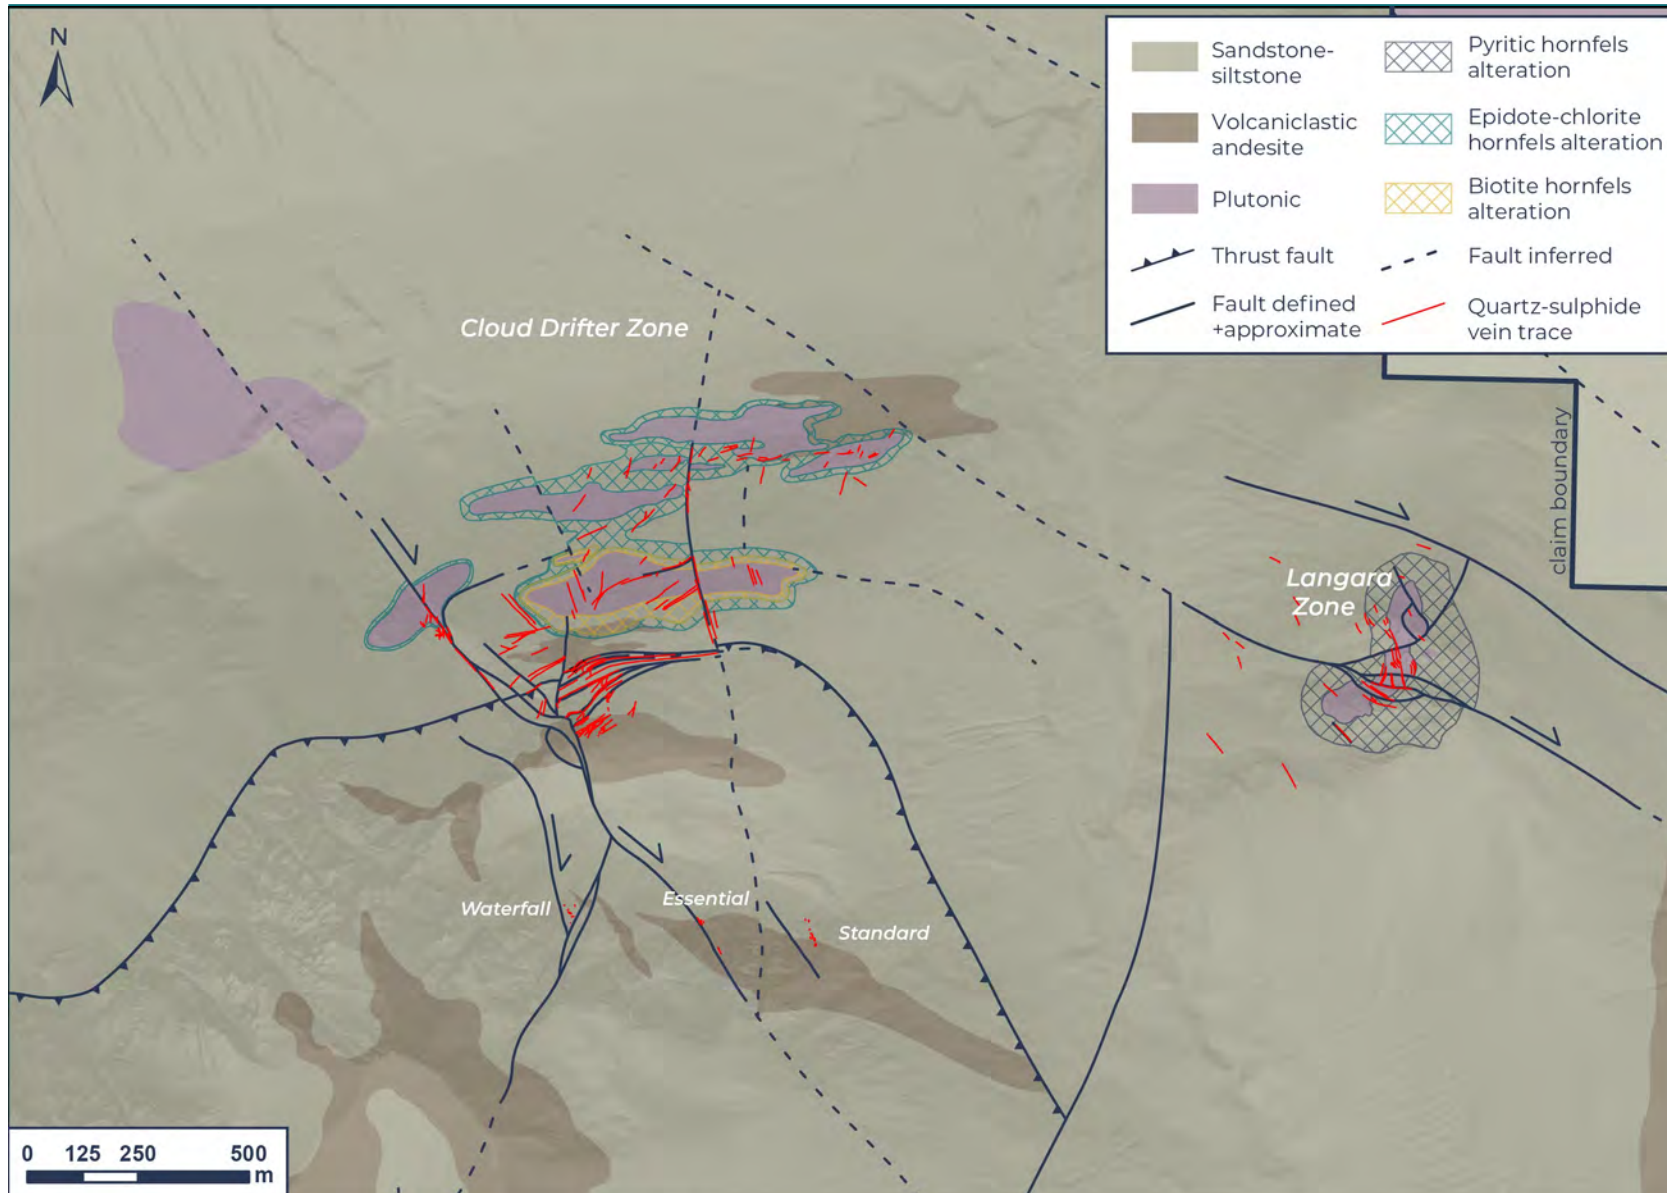 N
Sandstone-
siltstone
Volcaniclastic
andesite
Plutonic
Thrust fault
Fault defined
+approximate
Pyritic hornfels
alteration
Epidote-chlorite
hornfels alteration
Biotite hornfels
alteration
Fault inferred
Quartz-sulphide
vein trace
Cloud Drifter Zone
claim boundary
Langara
Zone
Waterfall
Essential
Standard
0 125 250 500
m